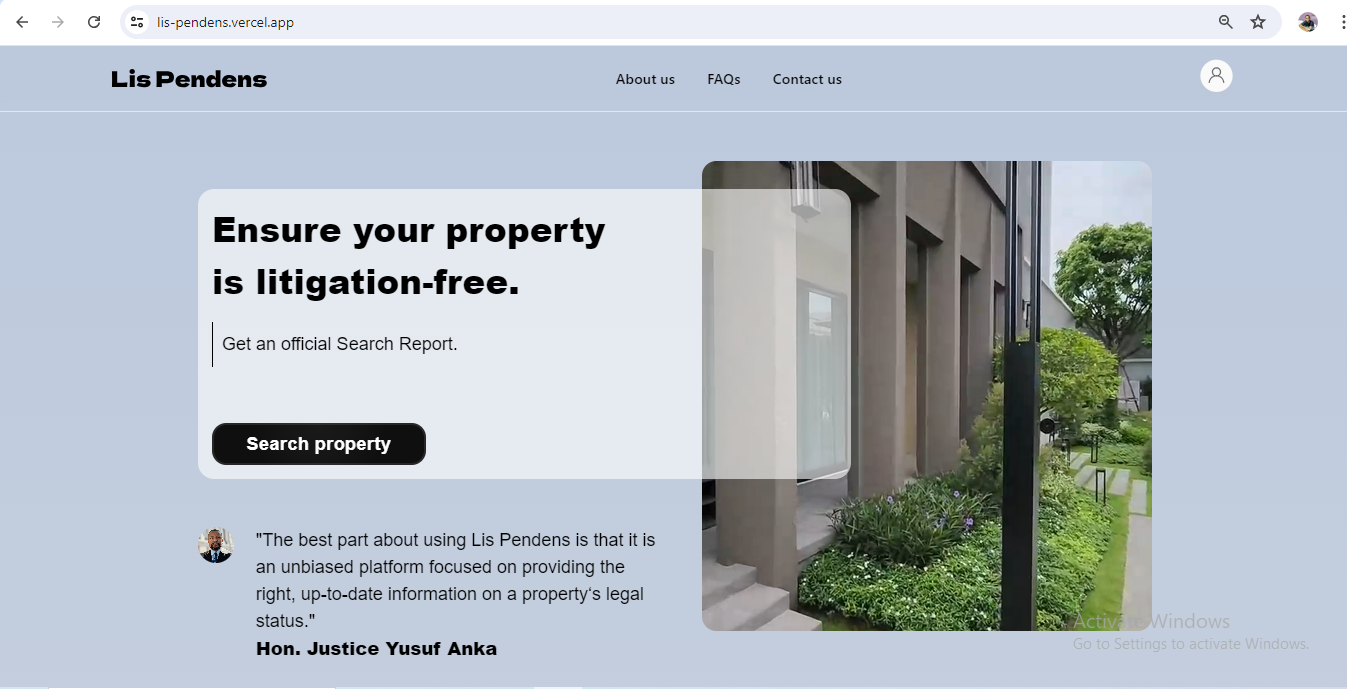 lis-pendens.vercel.app
Lis Pendens
About us
FAQs
Contact us
Ensure your property
is litigation-free.
Get an official Search Report.
Search property
"The best part about using Lis Pendens is that it is
an unbiased platform focused on providing the
right, up-to-date information on a property‘s legal
status."
Hon. Justice Yusuf Anka
Activate Windows
Go to Settings to activate Windows.